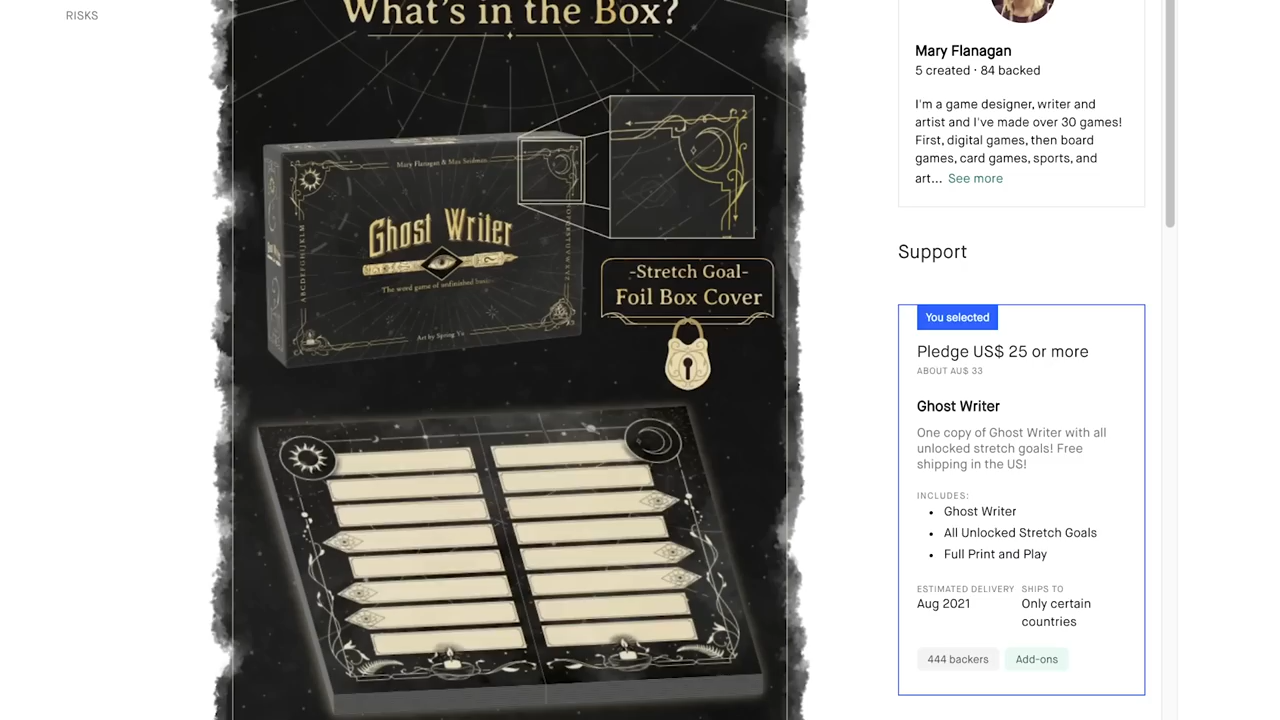 RISKS
What's in the Box?
Mary Flanagan & Max Seidman
Ghost Writer
The word game of unfinished
Art by Spring Yu
ABCDEFGHIJKLM
-Stretch Goal-
Foil Box Cover
Mary Flanagan
5 created · 84 backed
I'm a game designer, writer and
artist and I've made over 30 games!
First, digital games, then board
games, card games, sports, and
art... See more
Support
You selected
Pledge US$ 25 or more
ABOUT AU$ 33
Ghost Writer
One copy of Ghost Writer with all
unlocked stretch goals! Free
shipping in the US!
INCLUDES:
• Ghost Writer
• All Unlocked Stretch Goals
• Full Print and Play
ESTIMATED DELIVERY SHIPS TO
Aug 2021 Only certain
countries
444 backers Add-ons